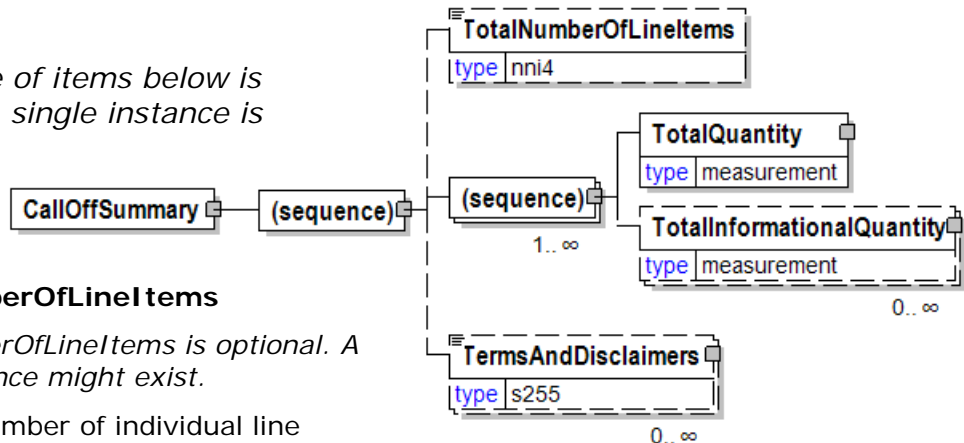 TotalNumberOfLineItems
type nni4
e of items below is
single instance is
TotalQuantity
type measurement
CallOffSummary
(sequence)
(sequence)
1.. ∞
TotalInformationalQuantity
type measurement
0.. ∞
berOfLineItems
erOfLineItems is optional. A
nce might exist.
TermsAndDisclaimers
type s255
mber of individual line
0.. ∞